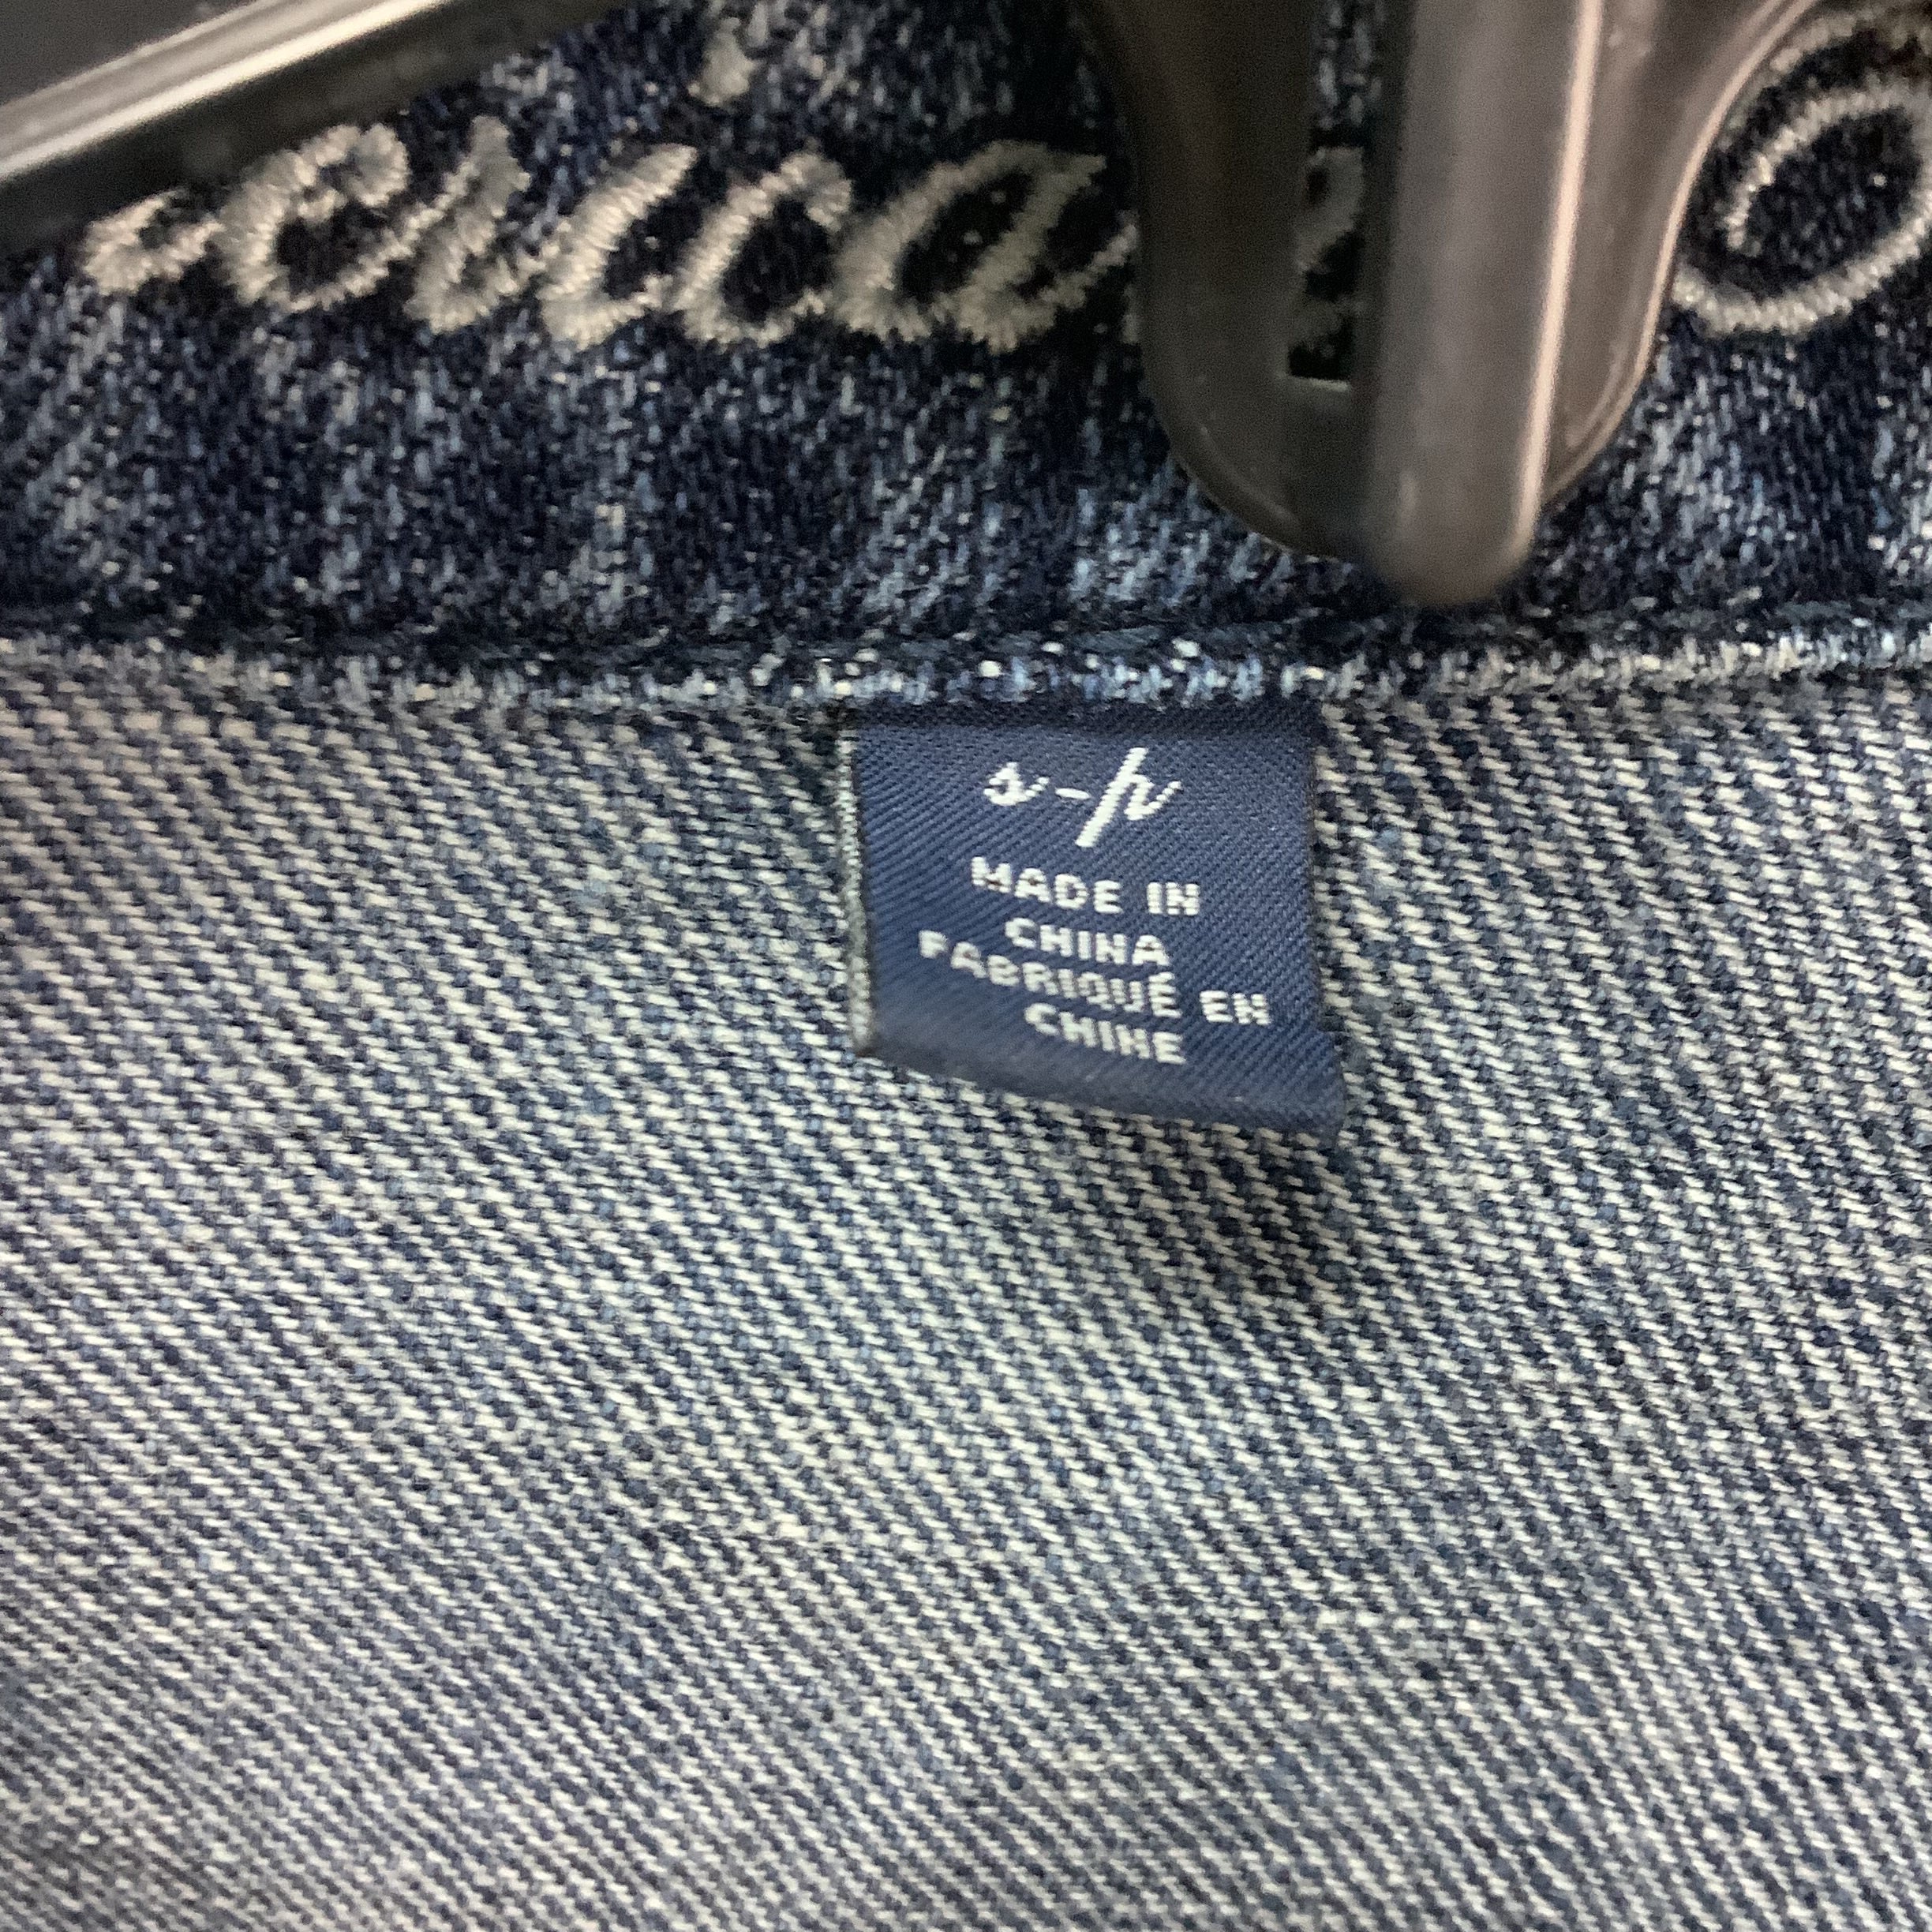 s-p
MADE IN
CHINA
FABRIQUÉ EN
CHINE